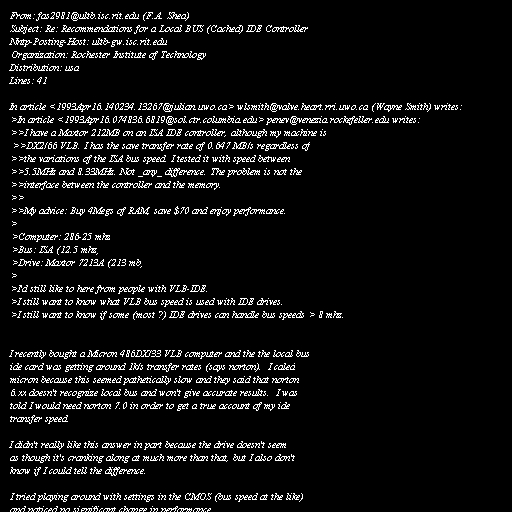 From: fas2981@ultb.isc.rit.edu (F.A. Shea)
Subject: Re: Recommendations for a Local BUS (Cached) IDE Controller
Nntp-Posting-Host: ultb-gw.isc.rit.edu
Organization: Rochester Institute of Technology
Distribution: usa
Lines: 41

In article <1993Apr16.140234.13267@julian.uwo.ca> wlsmith@valve.heart.rri.uwo.ca (Wayne Smith) writes:
>In article <1993Apr16.074836.6819@sol.ctr.columbia.edu> penev@venezia.rockefeller.edu writes:
>>I have a Maxtor 212MB on an ISA IDE controller, although my machine is
>>DX2/66 VLB. I has the save transfer rate of 0.647 MB/s regardless of
>>the variations of the ISA bus speed. I tested it with speed between
>>5.5MHz and 8.33MHz. Not _any_ difference. The problem is not the
>>interface between the controller and the memory.
>>
>>My advice: Buy 4Megs of RAM, save $70 and enjoy performance.
>
>Computer: 286-25 mhz
>Bus: ISA (12.5 mhz,
>Drive: Maxtor 7213A (213 mb,
>
>I'd still like to here from people with VLB-IDE.
>I still want to know what VLB bus speed is used with IDE drives.
>I still want to know if some (most ?) IDE drives can handle bus speeds > 8 mhz.

I recently bought a Micron 486DX/33 VLB computer and the the local bus
ide card was getting around 1k/s transfer rates (says norton). I caled
micron because this seemed pathetically slow and they said that norton
6.xx doesn't recognize local bus and won't give accurate results. I was
told I would need norton 7.0 in order to get a true account of my ide
transfer speed.

I didn't really like this answer in part because the drive doesn't seem
as though it's cranking along at much more than that, but I also don't
know if I could tell the difference.

I tried playing around with settings in the CMOS (bus speed at the like)
and noticed no significant change in performance.